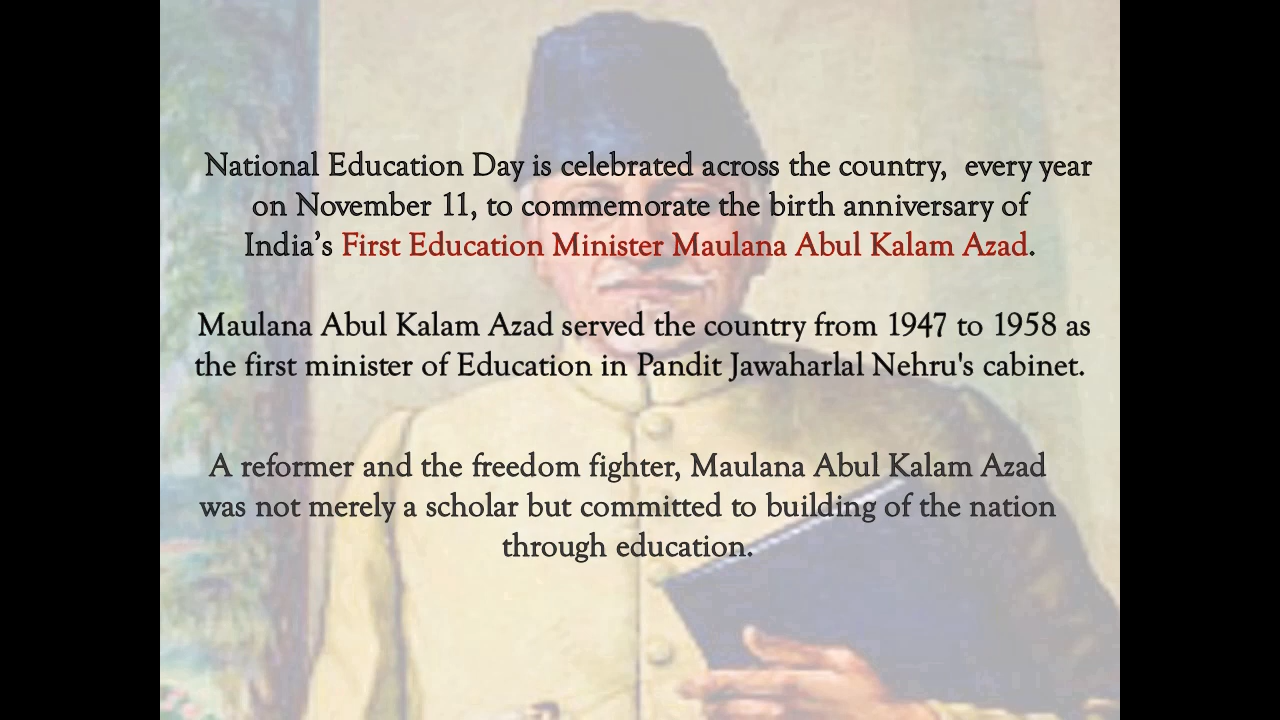 National Education Day is celebrated across the country,  every year
on November 11, to commemorate the birth anniversary of
India’s First Education Minister Maulana Abul Kalam Azad.
Maulana Abul Kalam Azad served the country from 1947 to 1958 as
the first minister of Education in Pandit Jawaharlal Nehru's cabinet.
A reformer and the freedom fighter, Maulana Abul Kalam Azad
was not merely a scholar but committed to building of the nation
through education.